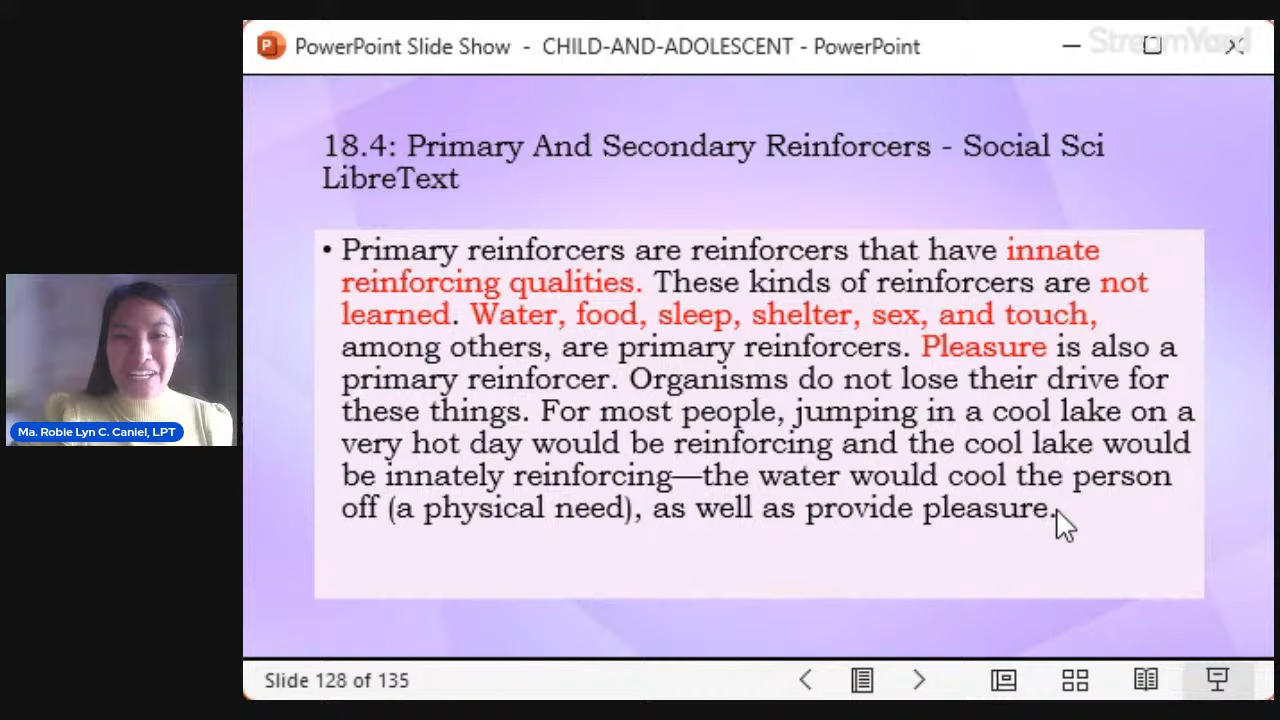 PowerPoint Slide Show - CHILD-AND-ADOLESCENT - PowerPoint
StreamYard
18.4: Primary And Secondary Reinforcers - Social Sci
LibreText
• Primary reinforcers are reinforcers that have innate
reinforcing qualities. These kinds of reinforcers are not
learned. Water, food, sleep, shelter, sex, and touch,
among others, are primary reinforcers. Pleasure is also a
primary reinforcer. Organisms do not lose their drive for
these things. For most people, jumping in a cool lake on a
very hot day would be reinforcing and the cool lake would
be innately reinforcing—the water would cool the person
off (a physical need), as well as provide pleasure.
Ma. Robie Lyn C. Caniel, LPT
Slide 128 of 135